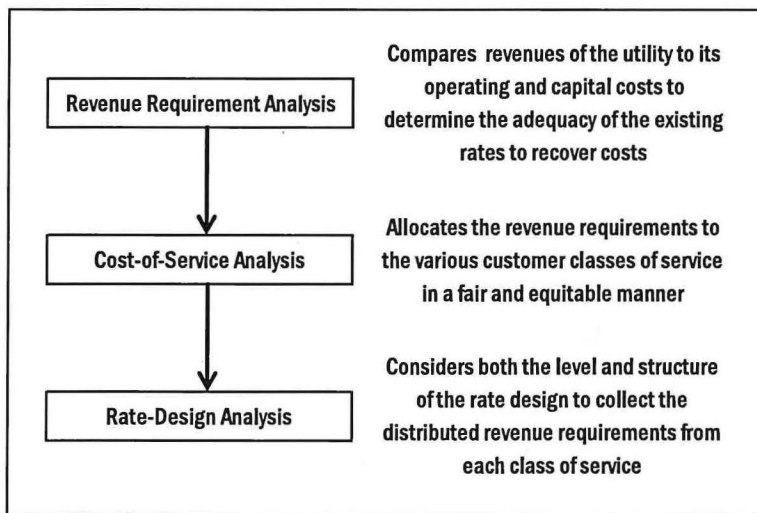 Revenue Requirement Analysis
Compares revenues of the utility to its
operating and capital costs to
determine the adequacy of the existing
rates to recover costs
Cost-of-Service Analysis
Allocates the revenue requirements to
the various customer classes of service
in a fair and equitable manner
Rate-Design Analysis
Considers both the level and structure
of the rate design to collect the
distributed revenue requirements from
each class of service